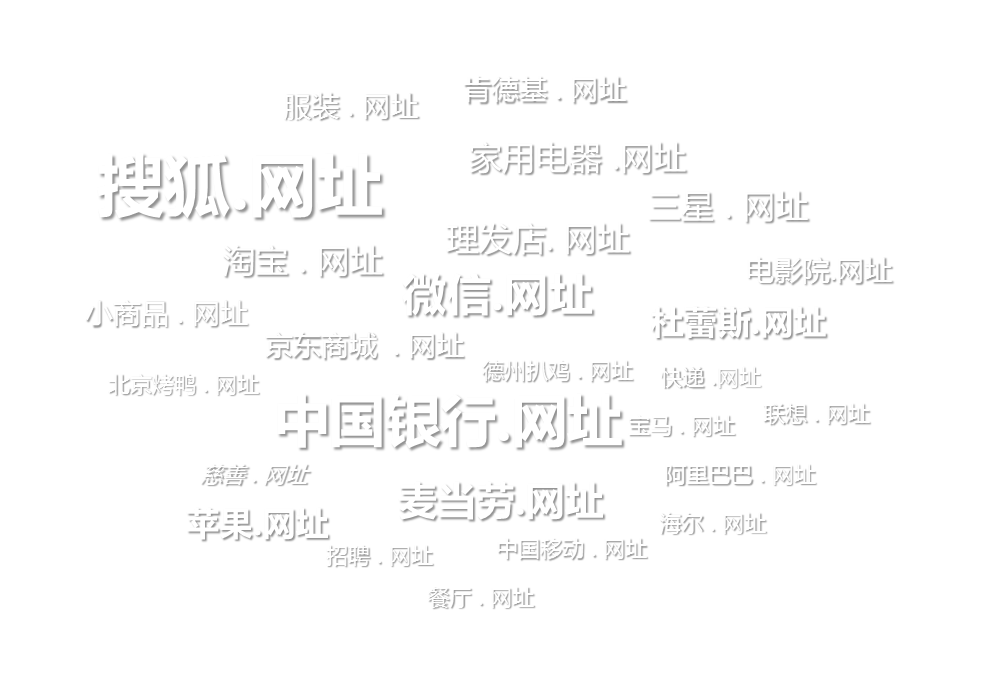 肯德基 . 网址
服装 . 网址
家用电器 .网址
搜狐.网址
三星 . 网址
理发店. 网址
淘宝 . 网址
电影院.网址
微信.网址
小商品 . 网址
杜蕾斯.网址
京东商城 . 网址
德州扒鸡 . 网址
快递 .网址
北京烤鸭 . 网址
联想 . 网址
中国银行.网址
宝马 . 网址
慈善 . 网址
阿里巴巴 . 网址
麦当劳.网址
苹果.网址
海尔 . 网址
中国移动 . 网址
招聘 . 网址
餐厅 . 网址